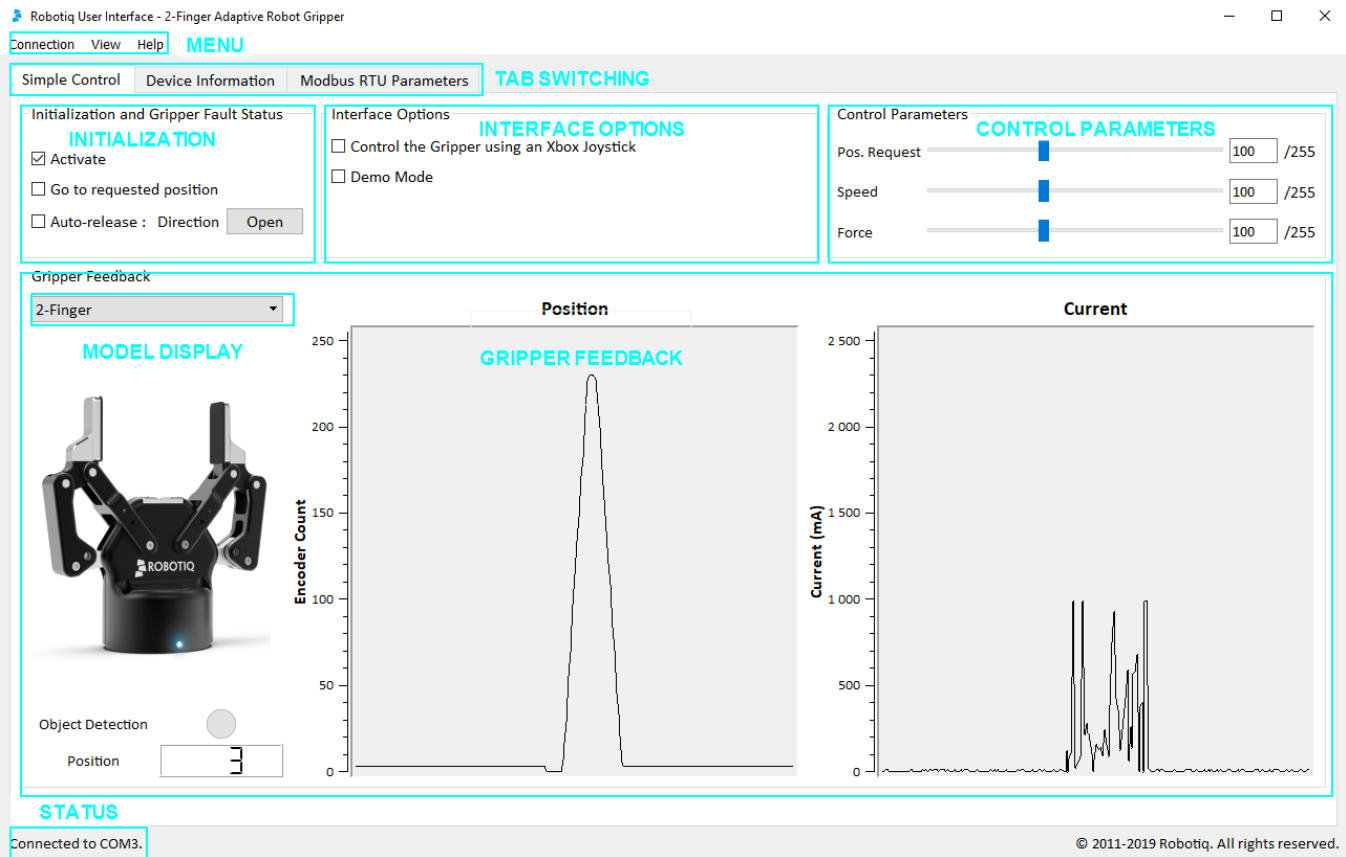 Robotiq User Interface - 2-Finger Adaptive Robot Gripper
Connection View Help MENU
Simple Control Device Information Modbus RTU Parameters TAB SWITCHING
Initialization and Gripper Fault Status
INITIALIZATION
Activate
Go to requested position
Auto-release : Direction Open
Interface Options
INTERFACE OPTIONS
Control the Gripper using an Xbox Joystick
Demo Mode
Control Parameters
CONTROL PARAMETERS
Pos. Request 100 /255
Speed 100 /255
Force 100 /255
Gripper Feedback
2-Finger
MODEL DISPLAY
ROBOTIQ
Object Detection
Position 3
Position
GRIPPER FEEDBACK
Encoder Count
250
200
150
100
50
0
Current
Current (mA)
2 500
2 000
1 500
1 000
500
0
STATUS
Connected to COM3.
© 2011-2019 Robotiq. All rights reserved.